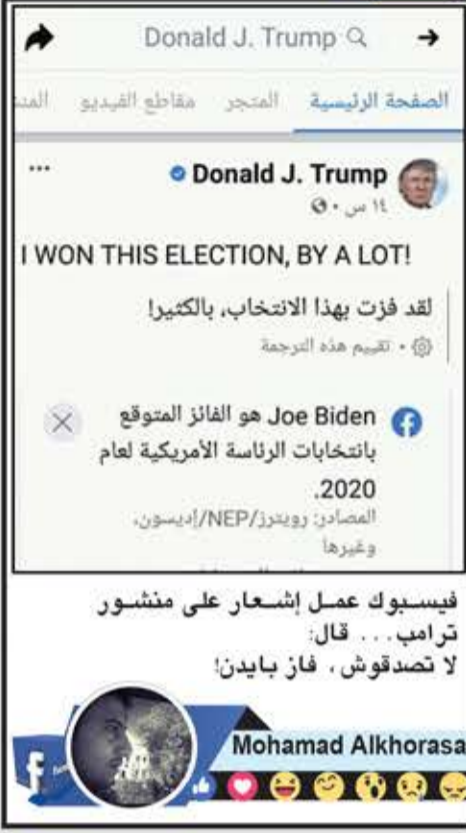 Donald J. Trump
الصفحة الرئيسية المتجر مقاطع الفيديو المنش
Donald J. Trump
١٤ س •
...
I WON THIS ELECTION, BY A LOT!
لقد فزت بهذا الانتخاب، بالكثير!
• تقييم هذه الترجمة
Joe Biden هو الفائز المتوقع
بانتخابات الرئاسة الأمريكية لعام
2020.
المصادر: رويترز/NEP/إديسون،
وغيرها
فيسبوك عمل إشعار على منشور
ترامب... قال:
لا تصدقوش، فاز بايدن!
Mohamad Alkhorasa
f